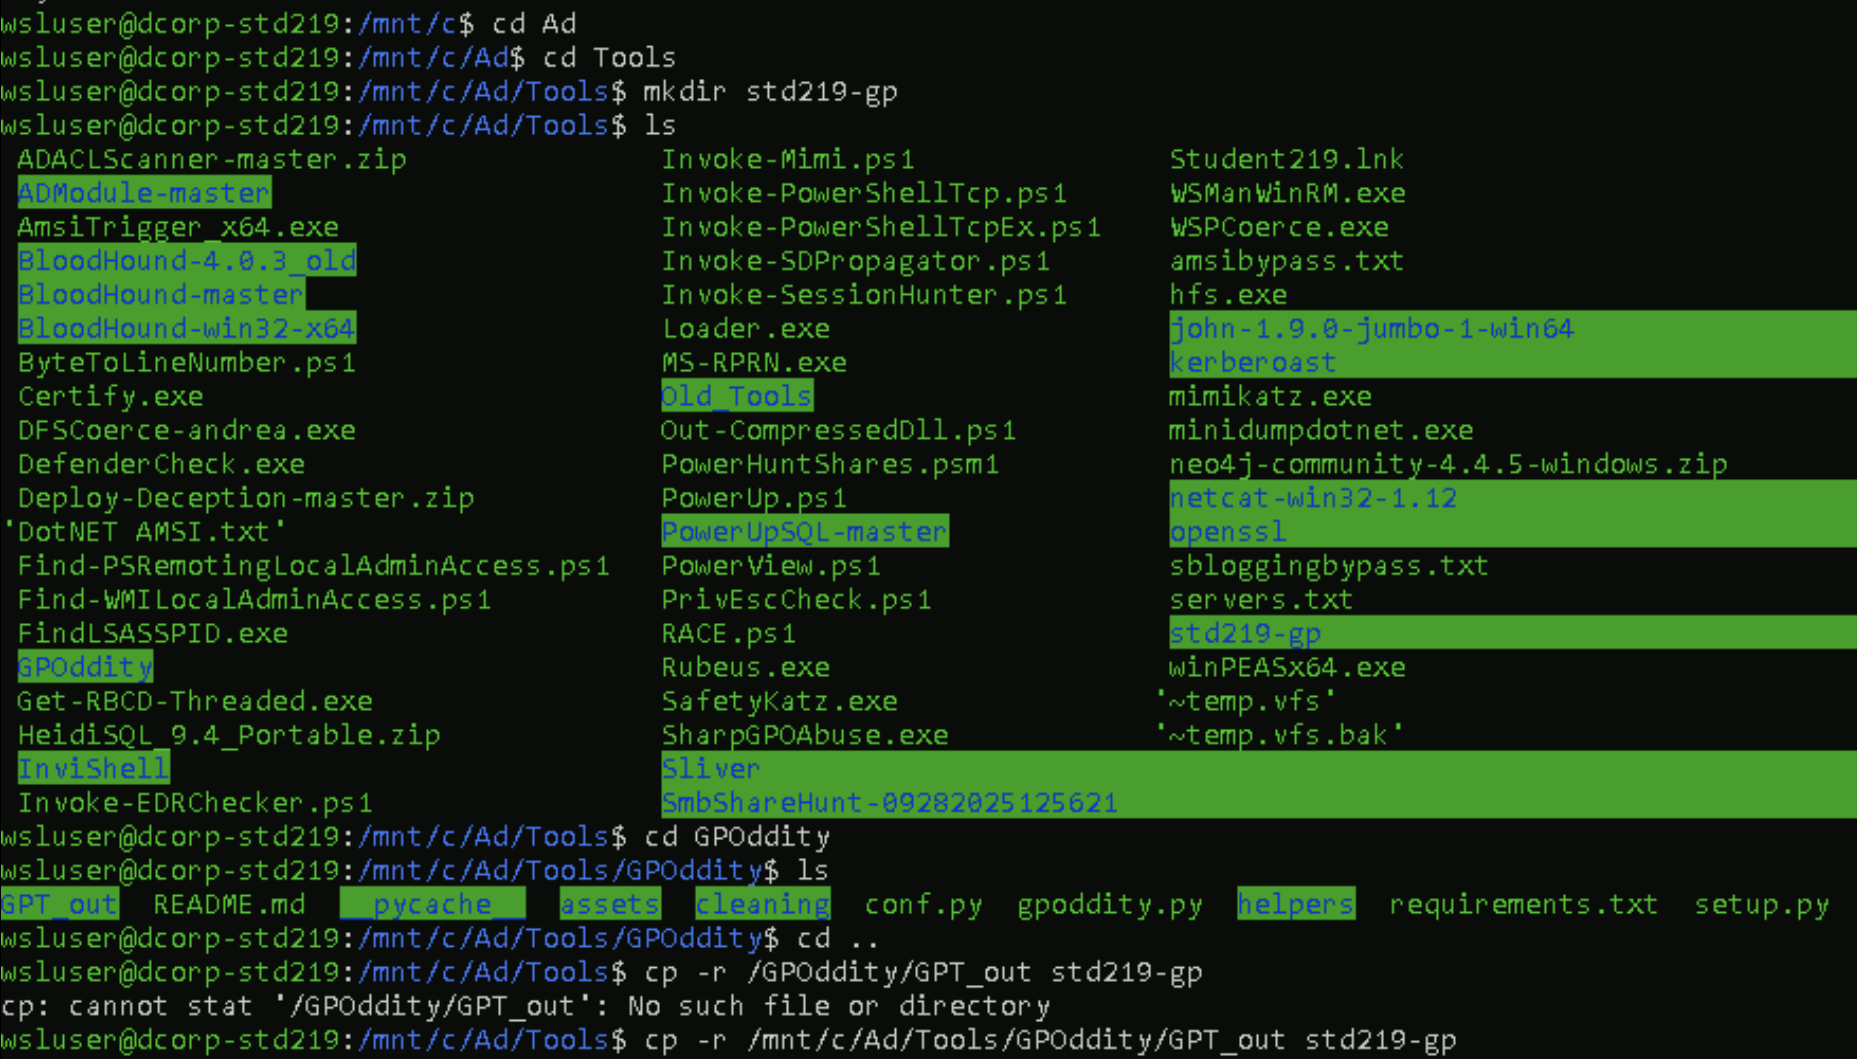 wsluser@dcorp-std219:/mnt/c$ cd Ad
wsluser@dcorp-std219:/mnt/c/Ad$ cd Tools
wsluser@dcorp-std219:/mnt/c/Ad/Tools$ mkdir std219-gp
wsluser@dcorp-std219:/mnt/c/Ad/Tools$ ls
ADACLScanner-master.zip Invoke-Mimi.ps1 Student219.lnk
ADModule-master Invoke-PowerShellTcp.ps1 WSManWinRM.exe
AmsiTrigger_x64.exe Invoke-PowerShellTcpEx.ps1 WSPCoerce.exe
BloodHound-4.0.3_old Invoke-SDPropagator.ps1 amsibypass.txt
BloodHound-master Invoke-SessionHunter.ps1 hfs.exe
BloodHound-win32-x64 Loader.exe john-1.9.0-jumbo-1-win64
ByteToLineNumber.ps1 MS-RPRN.exe kerberoast
Certify.exe Old_Tools mimikatz.exe
DFSCoerce-andrea.exe Out-CompressedDll.ps1 minidumpdotnet.exe
DefenderCheck.exe PowerHuntShares.psm1 neo4j-community-4.4.5-windows.zip
Deploy-Deception-master.zip PowerUp.ps1 netcat-win32-1.12
'DotNET AMSI.txt' PowerUpSQL-master openssl
Find-PSRemotingLocalAdminAccess.ps1 PowerView.ps1 sbloggingbypass.txt
Find-WMILocalAdminAccess.ps1 PrivEscCheck.ps1 servers.txt
FindLSASSPID.exe RACE.ps1 std219-gp
GPOddity Rubeus.exe winPEASx64.exe
Get-RBCD-Threaded.exe SafetyKatz.exe '~temp.vfs'
HeidiSQL_9.4_Portable.zip SharpGPOAbuse.exe '~temp.vfs.bak'
InviShell Sliver
Invoke-EDRChecker.ps1 SmbShareHunt-09282025125621
wsluser@dcorp-std219:/mnt/c/Ad/Tools$ cd GPOddity
wsluser@dcorp-std219:/mnt/c/Ad/Tools/GPOddity$ ls
GPT_out README.md __pycache__ assets cleaning conf.py gpoddity.py helpers requirements.txt setup.py
wsluser@dcorp-std219:/mnt/c/Ad/Tools/GPOddity$ cd ..
wsluser@dcorp-std219:/mnt/c/Ad/Tools$ cp -r /GPOddity/GPT_out std219-gp
cp: cannot stat '/GPOddity/GPT_out': No such file or directory
wsluser@dcorp-std219:/mnt/c/Ad/Tools$ cp -r /mnt/c/Ad/Tools/GPOddity/GPT_out std219-gp